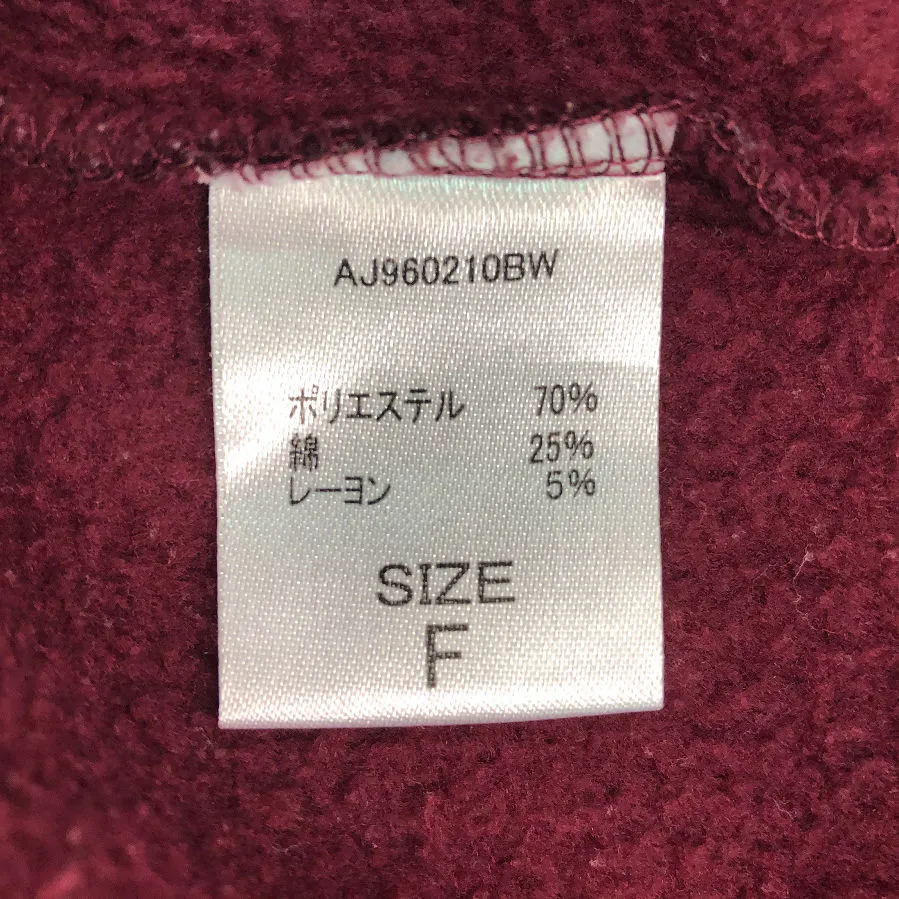 AJ960210BW
ポリエステル 70%
綿 25%
レーヨン 5%
SIZE
F